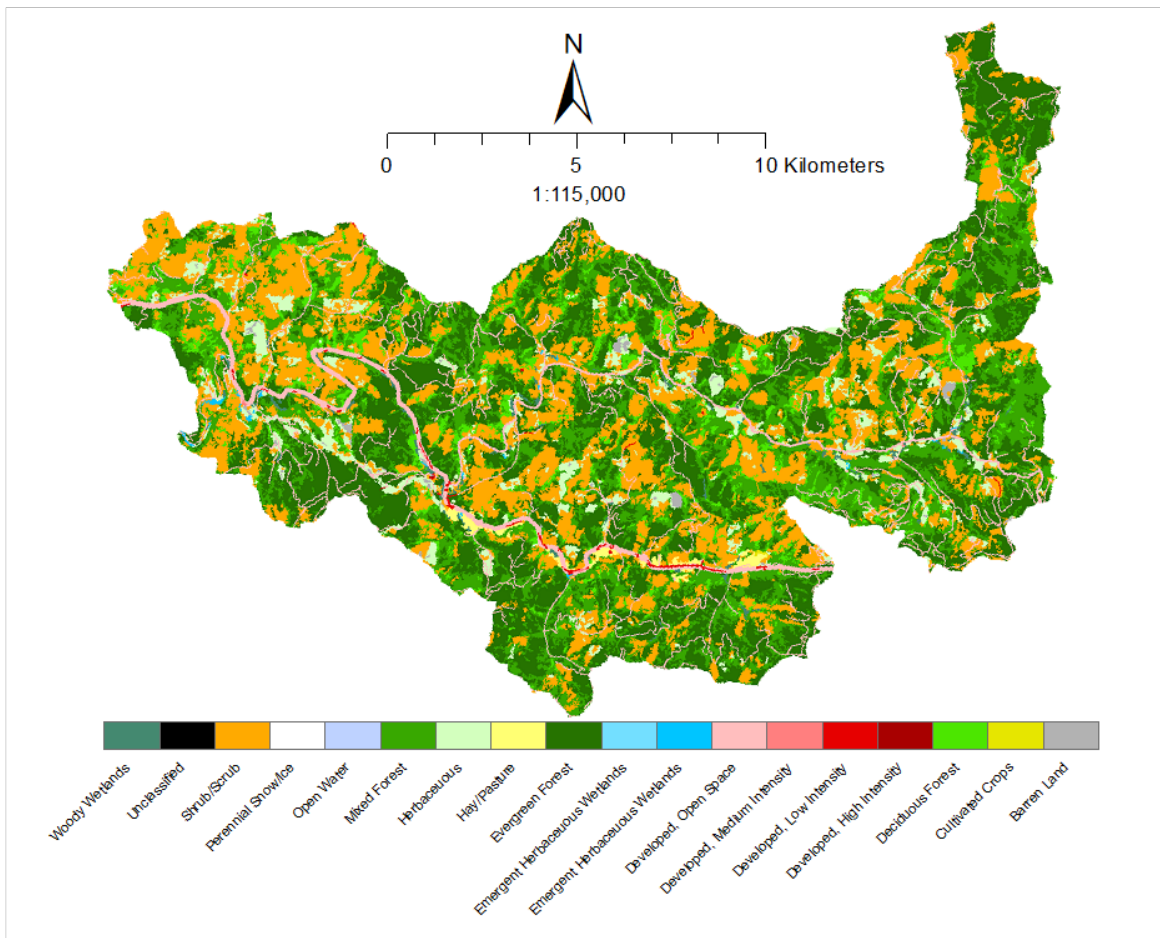 N
0 5 10 Kilometers
1:115,000
Woody Wetlands
Unclassified
Shrub/Scrub
Perennial Snow/Ice
Open Water
Mixed Forest
Herbaceous
Hay/Pasture
Evergreen Forest
Emergent Herbaceuous Wetlands
Emergent Herbaceuous Wetlands
Developed, Open Space
Developed, Medium Intensity
Developed, Low Intensity
Developed, High Intensity
Deciduous Forest
Cultivated Crops
Barren Land